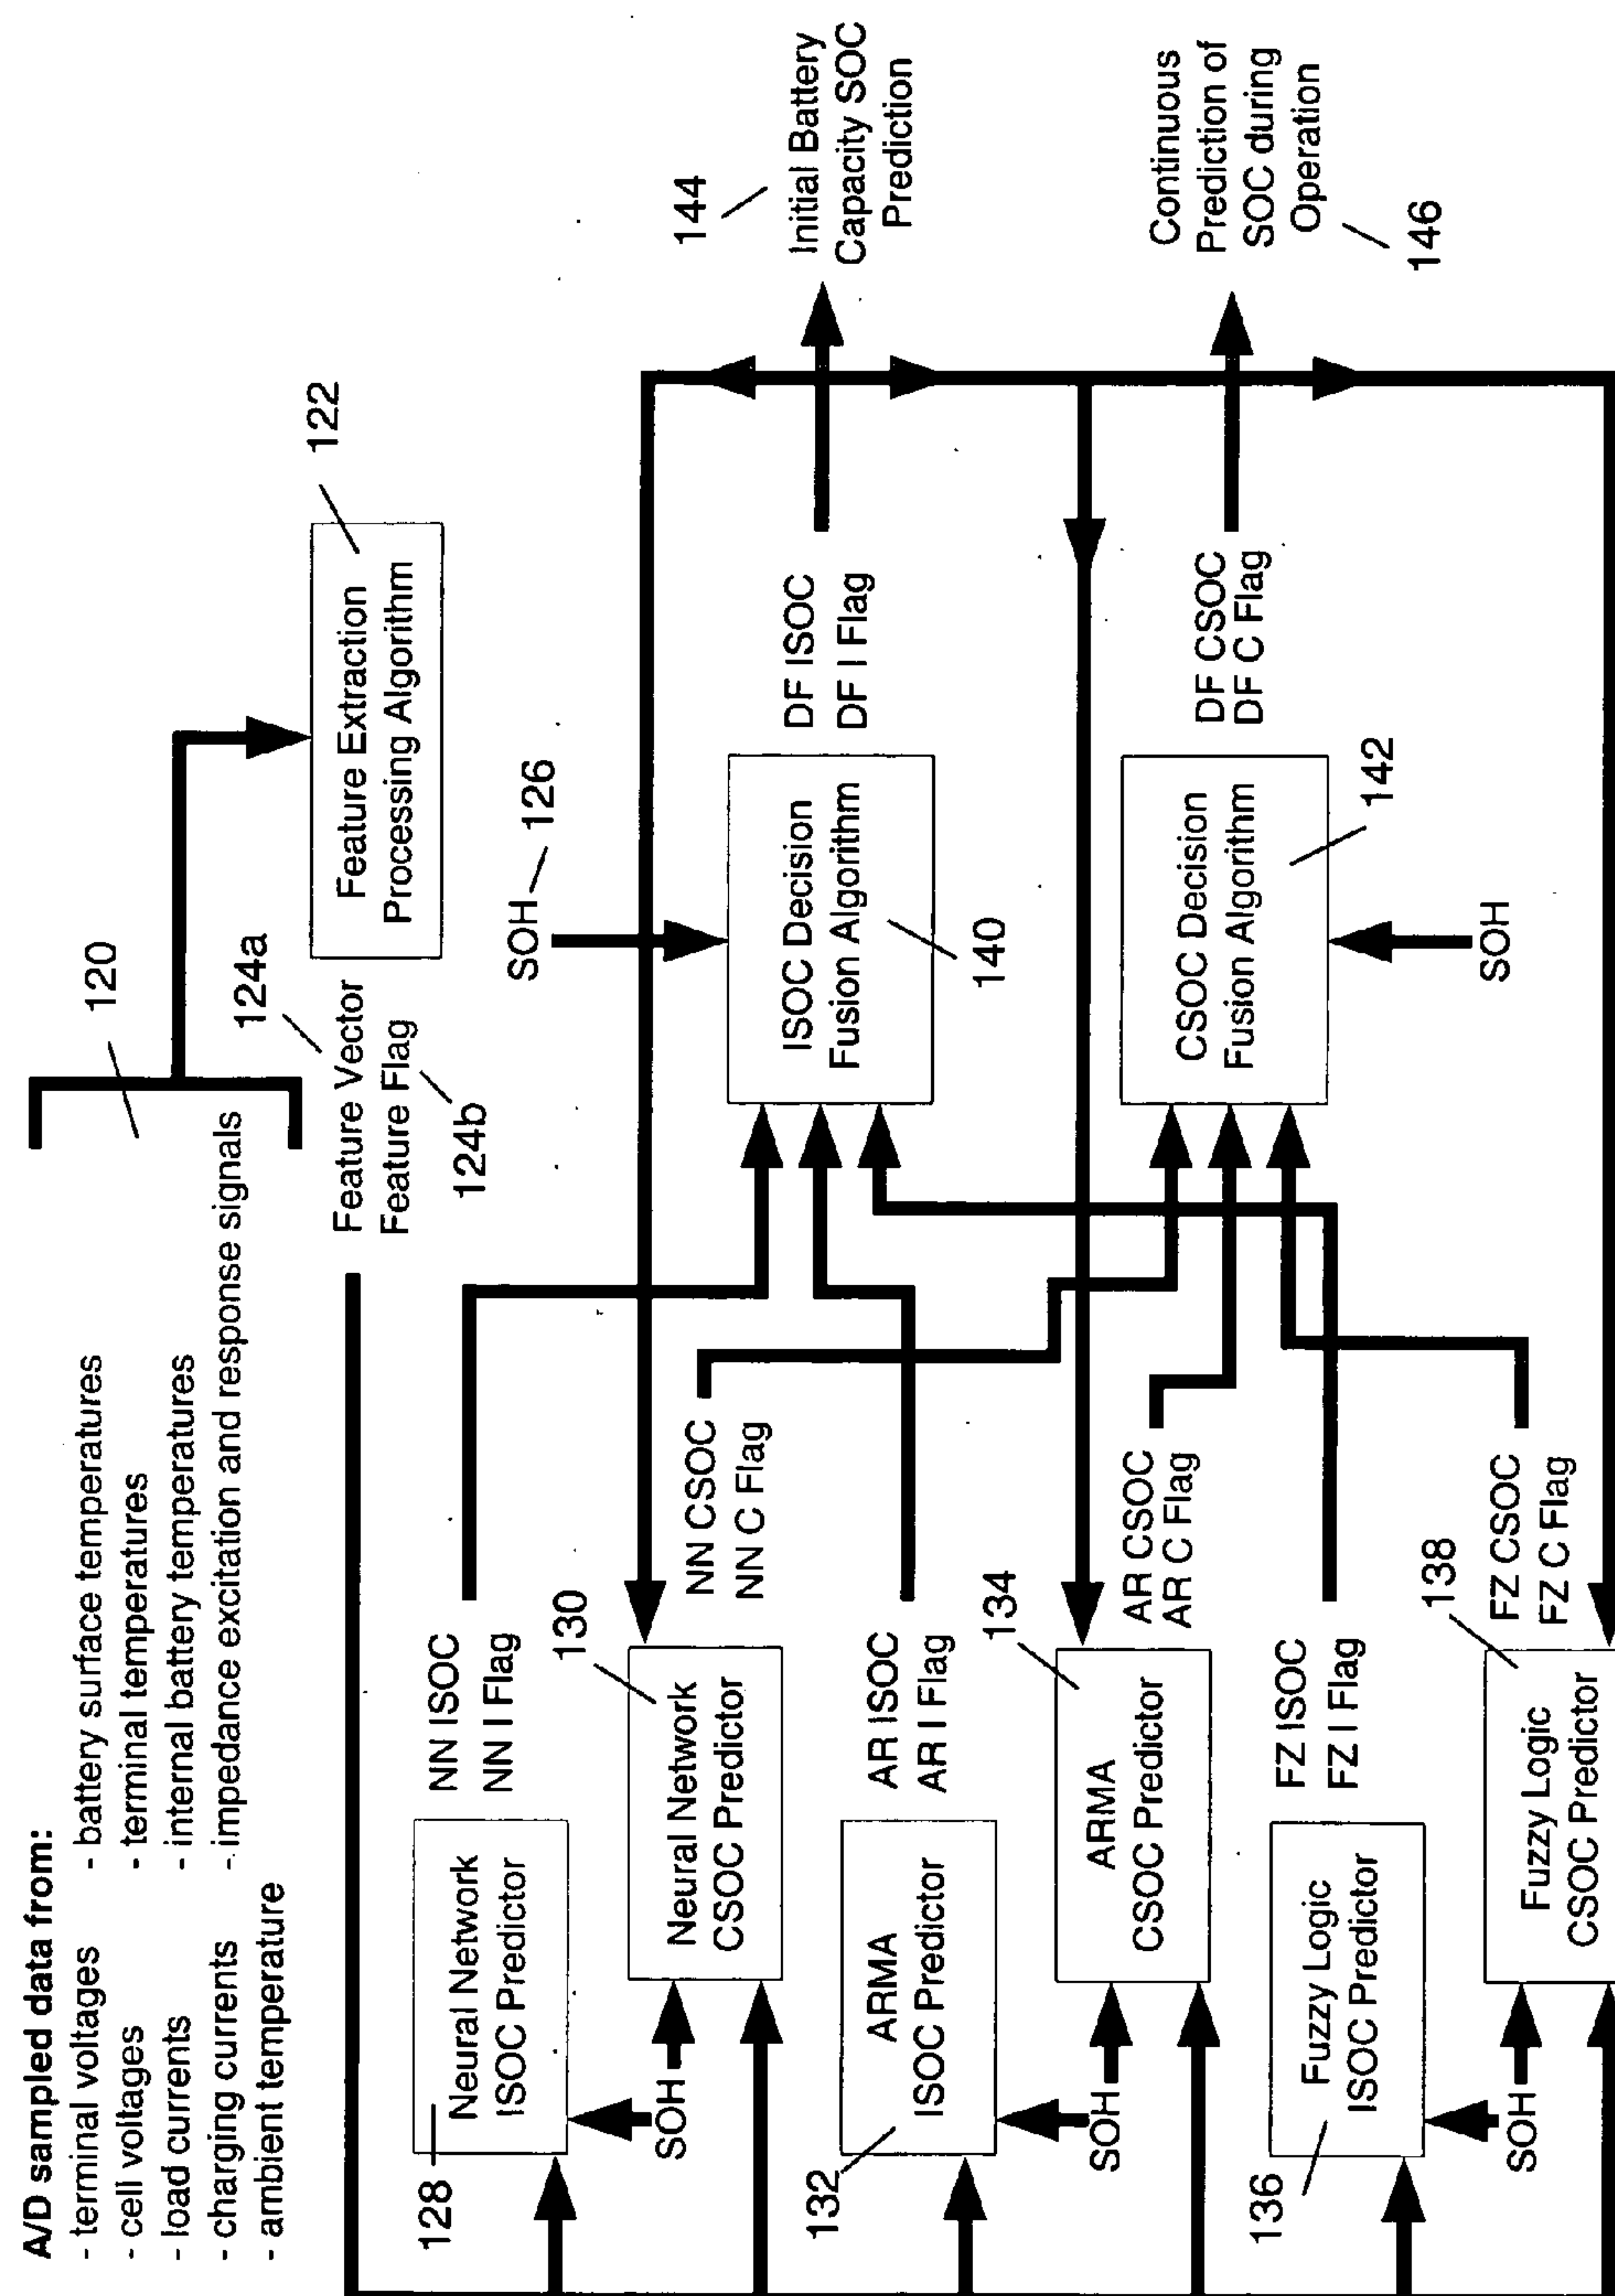 A/D sampled data from:
- terminal voltages
- cell voltages
- load currents
- charging currents
- ambient temperature
- battery surface temperatures
- terminal temperatures
- internal battery temperatures
- impedance excitation and response signals
120
Feature Extraction
Processing Algorithm
122
124a
Feature Vector
Feature Flag
124b
128
Neural Network
ISOC Predictor
NN ISOC
NN I Flag
SOH
130
Neural Network
CSOC Predictor
NN CSOC
NN C Flag
132
ARMA
ISOC Predictor
AR ISOC
AR I Flag
SOH
134
ARMA
CSOC Predictor
AR CSOC
AR C Flag
136
Fuzzy Logic
ISOC Predictor
FZ ISOC
FZ I Flag
SOH
138
Fuzzy Logic
CSOC Predictor
FZ CSOC
FZ C Flag
SOH 126
ISOC Decision
Fusion Algorithm
140
DF ISOC
DF I Flag
144
Initial Battery
Capacity SOC
Prediction
CSOC Decision
Fusion Algorithm
142
SOH
DF CSOC
DF C Flag
Continuous
Prediction of
SOC during
Operation
146